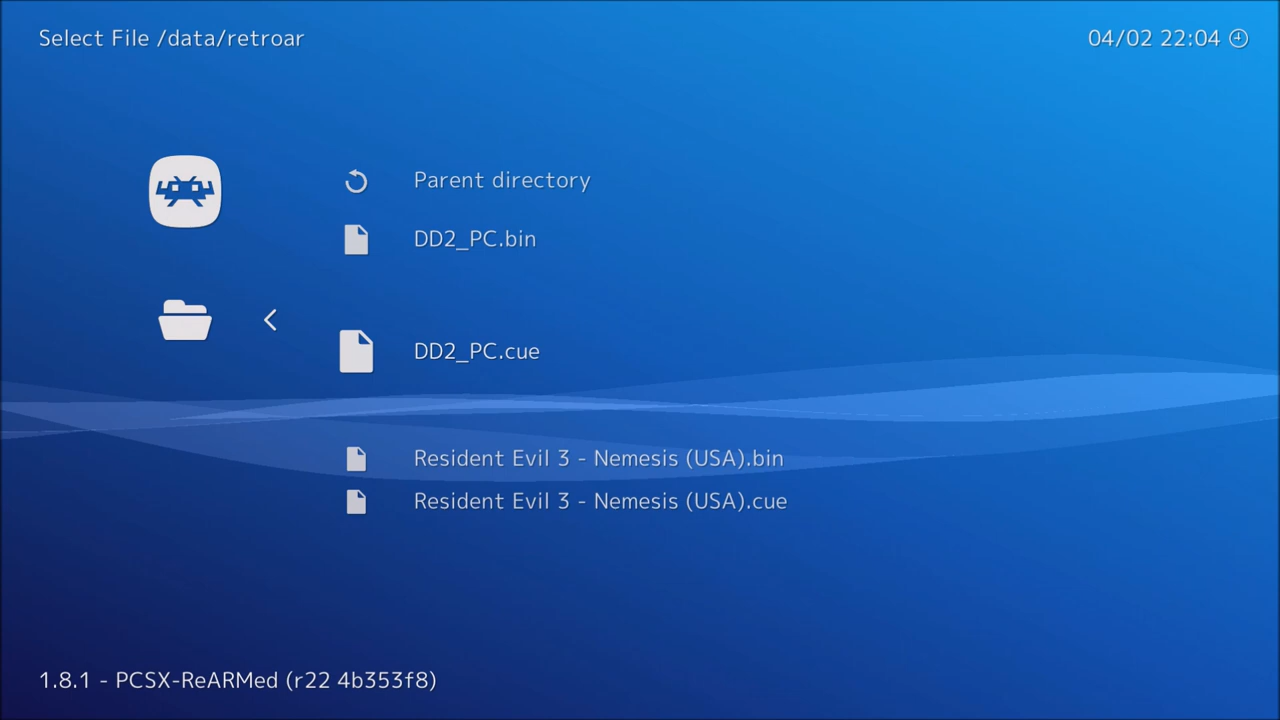 Select File /data/retroar
04/02 22:04
Parent directory
DD2_PC.bin
DD2_PC.cue
Resident Evil 3 - Nemesis (USA).bin
Resident Evil 3 - Nemesis (USA).cue
1.8.1 - PCSX-ReARMed (r22 4b353f8)